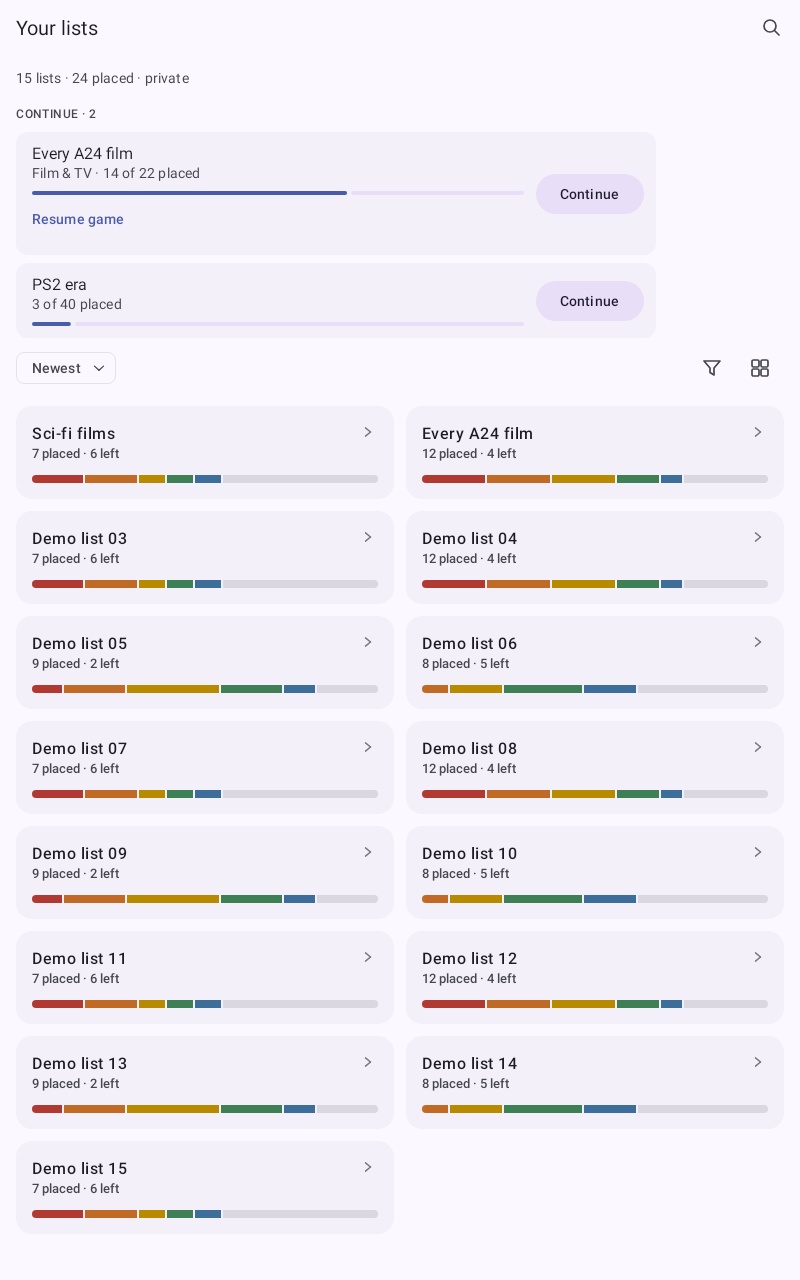 Your lists
15 lists · 24 placed · private
CONTINUE · 2
Every A24 film
Film & TV · 14 of 22 placed
Continue
Resume game
PS2 era
3 of 40 placed
Continue
Newest
Sci-fi films
7 placed · 6 left
Every A24 film
12 placed · 4 left
Demo list 03
7 placed · 6 left
Demo list 04
12 placed · 4 left
Demo list 05
9 placed · 2 left
Demo list 06
8 placed · 5 left
Demo list 07
7 placed · 6 left
Demo list 08
12 placed · 4 left
Demo list 09
9 placed · 2 left
Demo list 10
8 placed · 5 left
Demo list 11
7 placed · 6 left
Demo list 12
12 placed · 4 left
Demo list 13
9 placed · 2 left
Demo list 14
8 placed · 5 left
Demo list 15
7 placed · 6 left